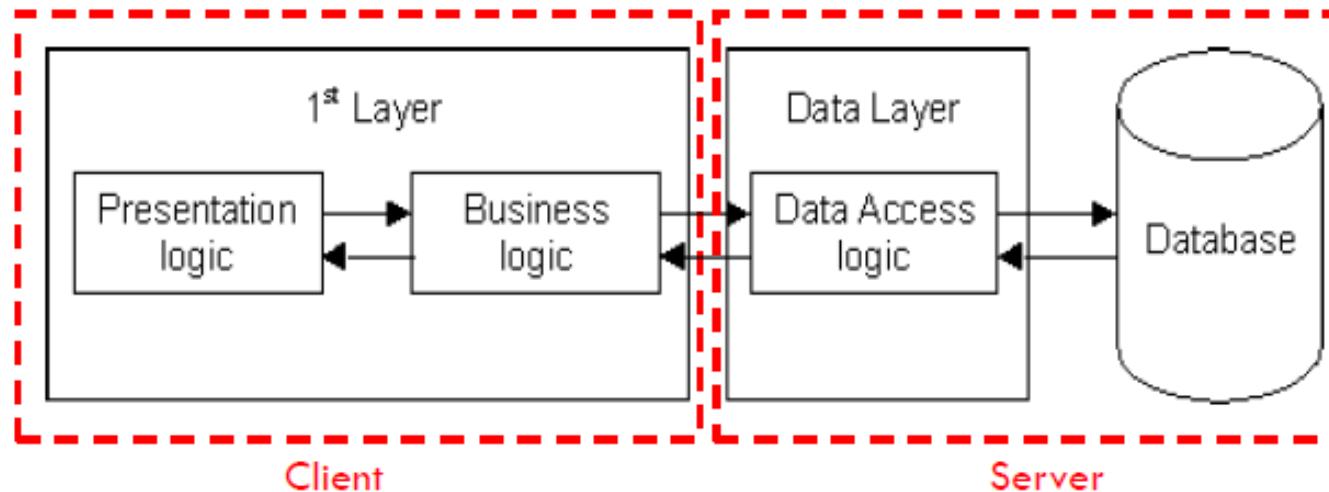 1st Layer
Data Layer
Presentation
logic
Business
logic
Data Access
logic
Database
Client
Server